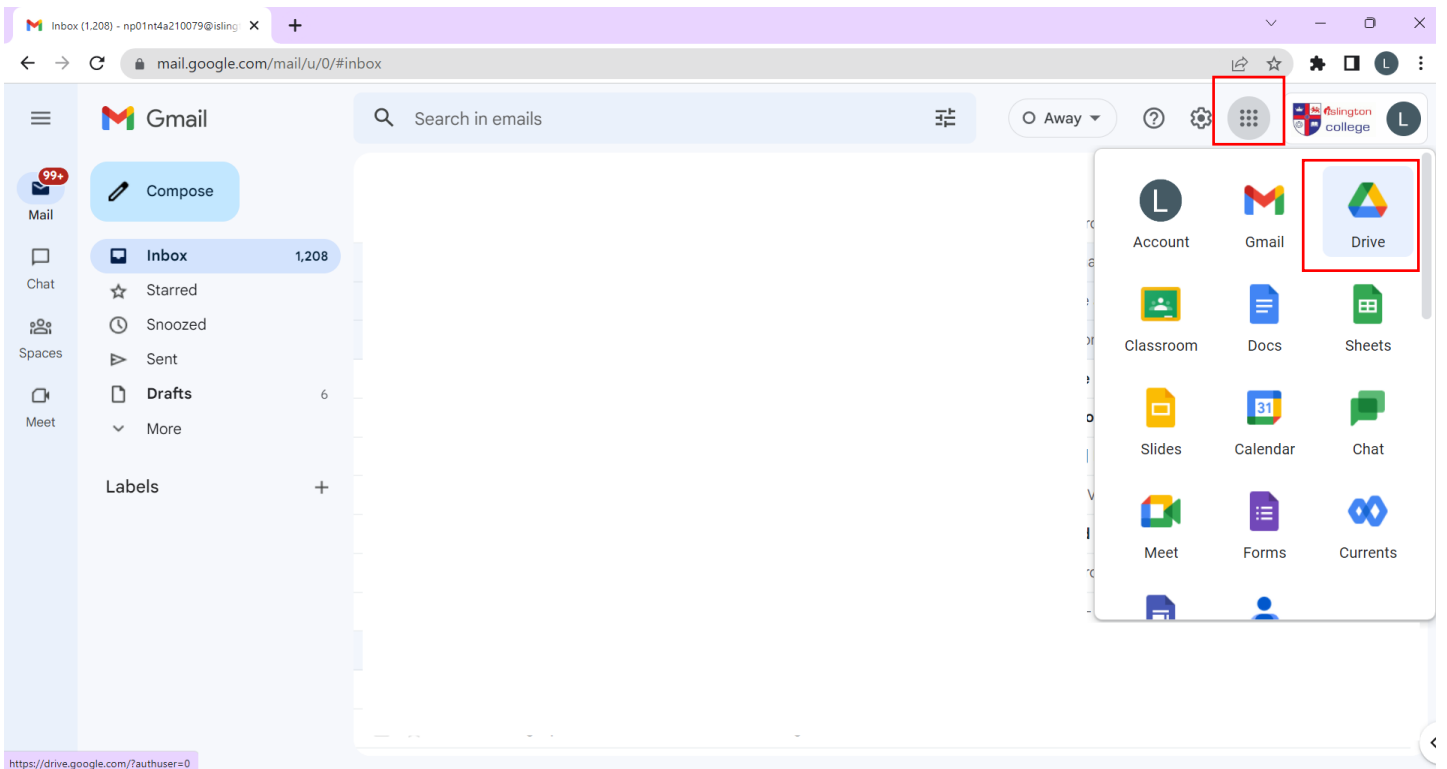 Inbox (1,208) - np01nt4a210079@isling
mail.google.com/mail/u/0/#inbox
L
Gmail
Search in emails
Away
islington
college
L
99+
Mail
Compose
L
Account
Gmail
Drive
Inbox 1,208
Chat
Starred
Snoozed
Spaces
Sent
Classroom
Docs
Sheets
Drafts 6
Meet
More
31
Slides
Calendar
Chat
Labels
Meet
Forms
Currents
https://drive.google.com/?authuser=0